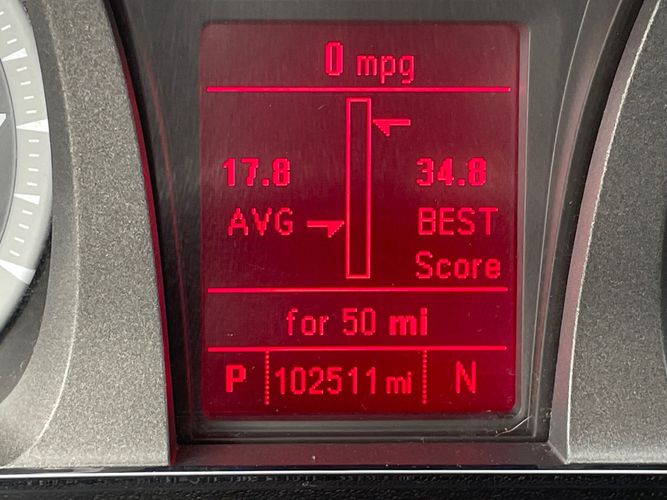 0 mpg
17.8 34.8
AVG BEST
Score
for 50 mi
P 102511 mi N